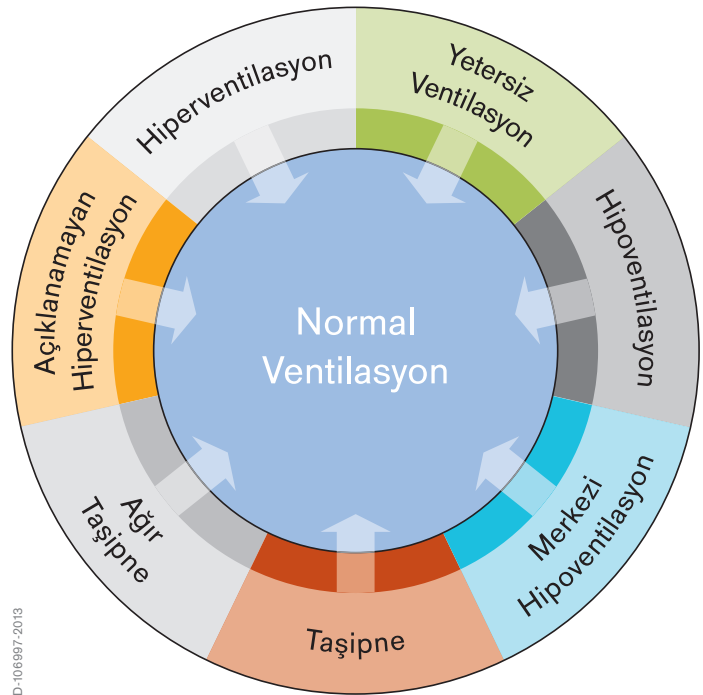 Hiperventilasyon
Yetersiz
Ventilasyon
Hipoventilasyon
Merkezi
Hipoventilasyon
Taşipne
Ağır
Taşipne
Açıklanamayan
Hiperventilasyon
Normal
Ventilasyon
D-106997-2013